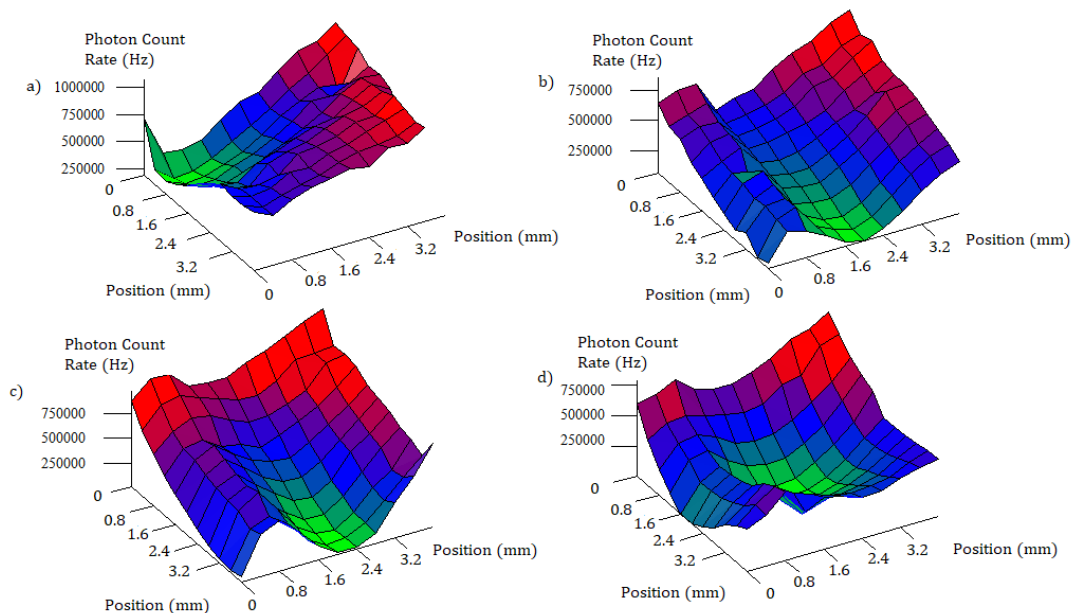 Photon Count
Rate (Hz)
a)
1000000
750000
500000
250000
0
0.8
1.6
2.4
3.2
Position (mm)
0
0.8
1.6
2.4
3.2
Position (mm)
Photon Count
Rate (Hz)
b)
750000
500000
250000
0
0.8
1.6
2.4
3.2
Position (mm)
0
0.8
1.6
2.4
3.2
Position (mm)
Photon Count
Rate (Hz)
c)
750000
500000
250000
0
0.8
1.6
2.4
3.2
Position (mm)
0
0.8
1.6
2.4
3.2
Position (mm)
Photon Count
Rate (Hz)
d)
750000
500000
250000
0
0.8
1.6
2.4
3.2
Position (mm)
0
0.8
1.6
2.4
3.2
Position (mm)